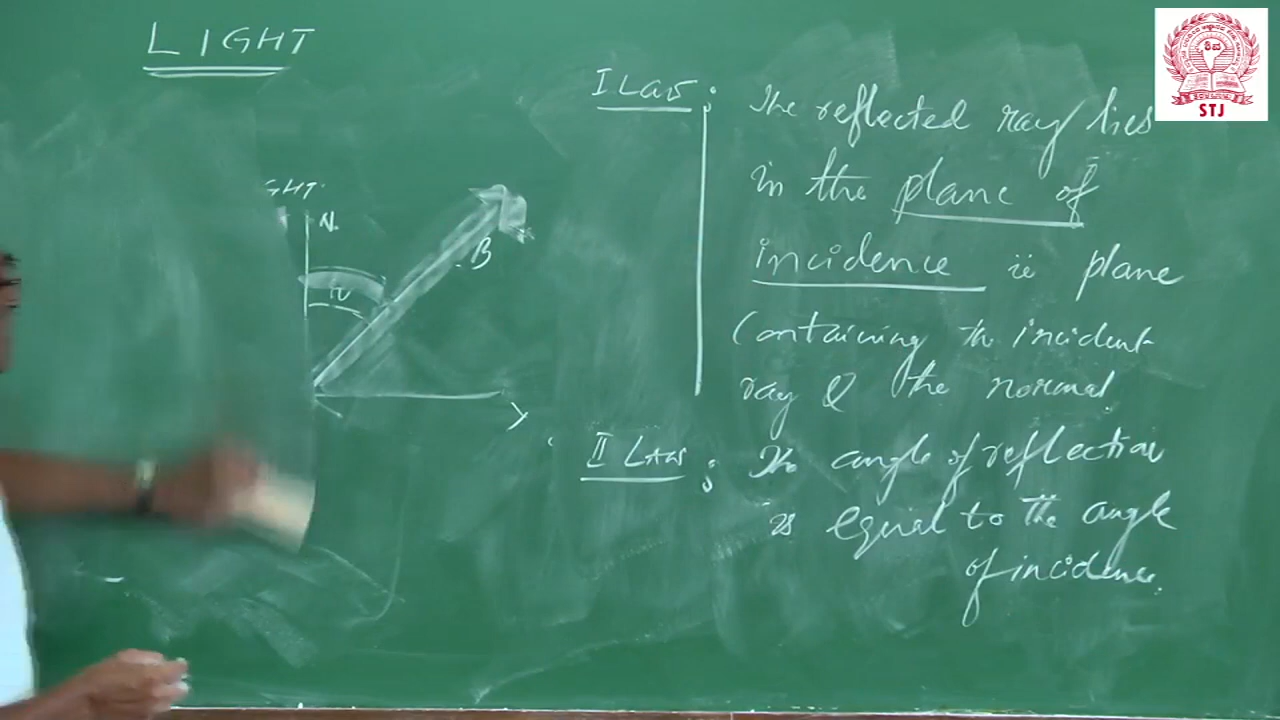 LIGHT
I Law :
The reflected ray lies
in the plane of
incidence ie plane
Containing the incident
ray & the normal.
II Law :
The angle of reflection
is equal to the angle
of incidence.
GHT.
N.
r
B
Y
STJ